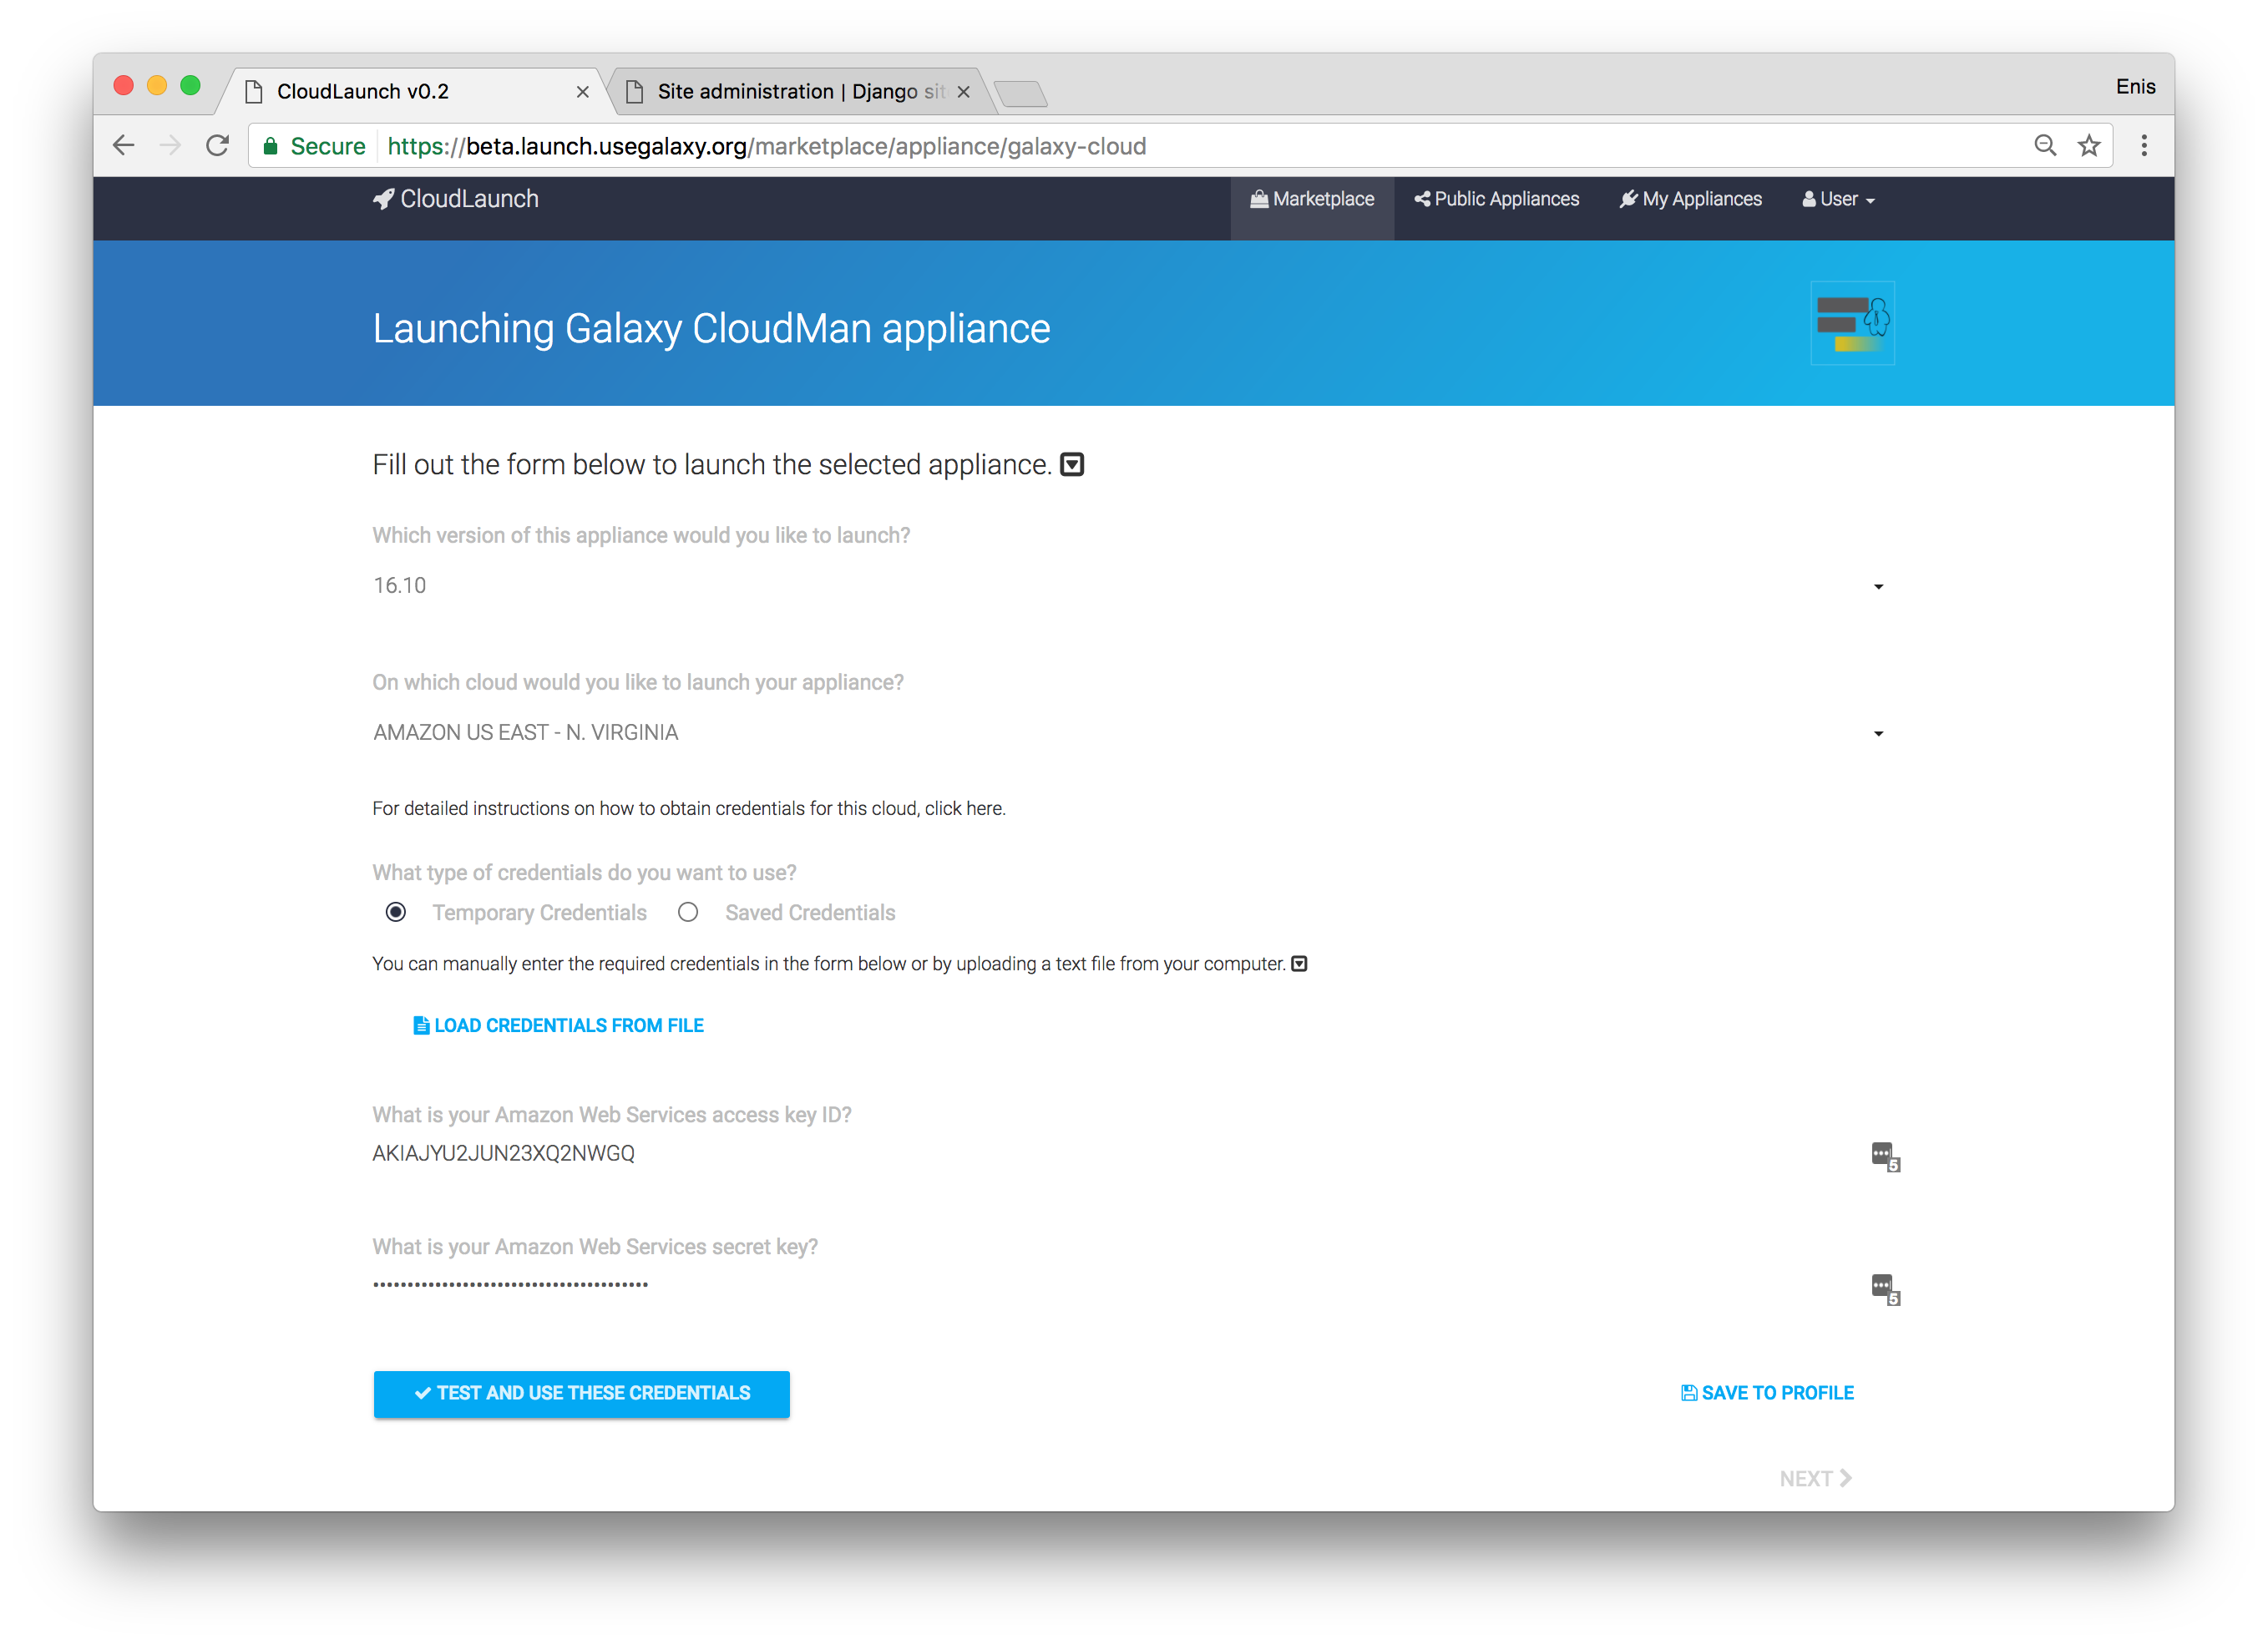 CloudLaunch v0.2
Site administration | Django sit
Enis
Secure https://beta.launch.usegalaxy.org/marketplace/appliance/galaxy-cloud
CloudLaunch
Marketplace
Public Appliances
My Appliances
User
Launching Galaxy CloudMan appliance
Fill out the form below to launch the selected appliance.
Which version of this appliance would you like to launch?
16.10
On which cloud would you like to launch your appliance?
AMAZON US EAST - N. VIRGINIA
For detailed instructions on how to obtain credentials for this cloud, click here.
What type of credentials do you want to use?
Temporary Credentials
Saved Credentials
You can manually enter the required credentials in the form below or by uploading a text file from your computer.
LOAD CREDENTIALS FROM FILE
What is your Amazon Web Services access key ID?
AKIAJYU2JUN23XQ2NWGQ
5
What is your Amazon Web Services secret key?
5
TEST AND USE THESE CREDENTIALS
SAVE TO PROFILE
NEXT